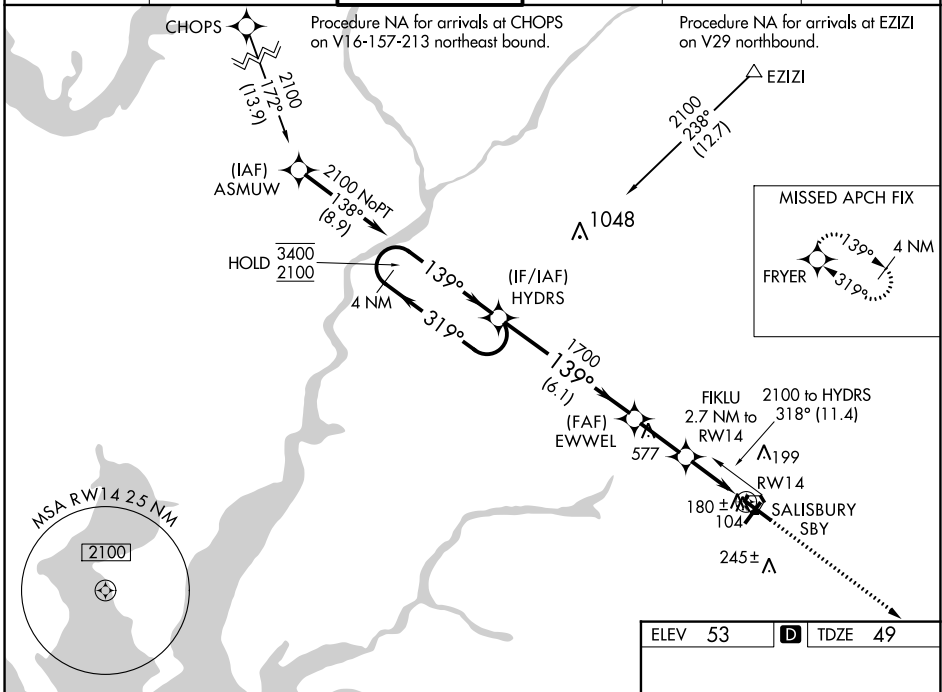 CHOPS
Procedure NA for arrivals at CHOPS
on V16-157-213 northeast bound.
Procedure NA for arrivals at EZIZI
on V29 northbound.
2100
172°
(13.9)
EZIZI
2100
238°
(12.7)
(IAF)
ASMUW
2100 NoPT
138°
(8.9)
1048
MISSED APCH FIX
139°
4 NM
FRYER
319°
HOLD
3400
2100
4 NM
139°
319°
(IF/IAF)
HYDRS
1700
139°
(6.1)
(FAF)
EWWEL
577
FIKLU
2.7 NM to
RW14
2100 to HYDRS
318° (11.4)
199
RW14
180 ±
104
SALISBURY
SBY
245±
MSA RW14 25 NM
2100
ELEV 53
D
TDZE 49